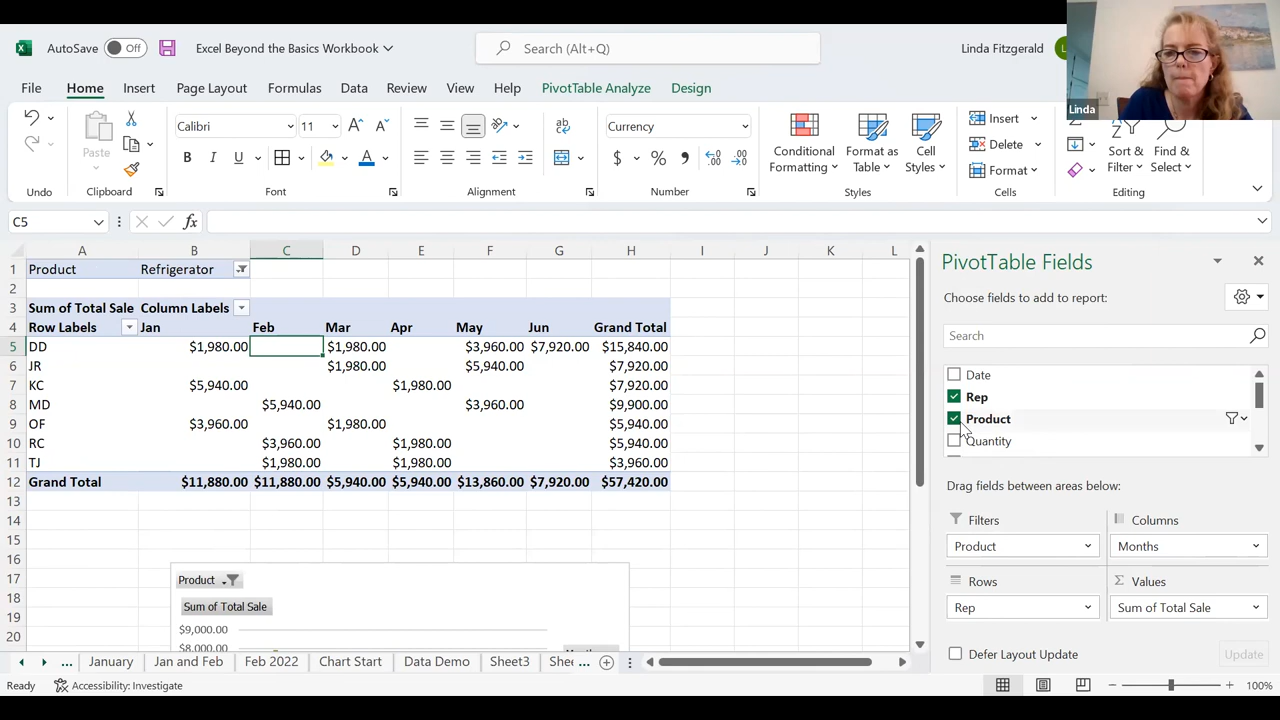 AutoSave Off Excel Beyond the Basics Workbook Search (Alt+Q) Linda Fitzgerald
Linda
File Home Insert Page Layout Formulas Data Review View Help PivotTable Analyze Design
Calibri 11 Currency
Paste
B I U
$ % ,
Conditional Formatting
Format as Table
Cell Styles
Insert
Delete
Format
Sort & Filter
Find & Select
Undo Clipboard Font Alignment Number Styles Cells Editing
C5 fx
A B C D E F G H I J K L
1 Product Refrigerator
2
3 Sum of Total Sale Column Labels
4 Row Labels Jan Feb Mar Apr May Jun Grand Total
5 DD $1,980.00 $1,980.00 $3,960.00 $7,920.00 $15,840.00
6 JR $1,980.00 $5,940.00 $7,920.00
7 KC $5,940.00 $1,980.00 $7,920.00
8 MD $5,940.00 $3,960.00 $9,900.00
9 OF $3,960.00 $1,980.00 $5,940.00
10 RC $3,960.00 $1,980.00 $5,940.00
11 TJ $1,980.00 $1,980.00 $3,960.00
12 Grand Total $11,880.00 $11,880.00 $5,940.00 $5,940.00 $13,860.00 $7,920.00 $57,420.00
13
14
15
16
17
18
19
20
Product
Sum of Total Sale
$9,000.00
$8,000.00
PivotTable Fields
Choose fields to add to report:
Search
Date
Rep
Product
Quantity
Drag fields between areas below:
Filters Columns
Product Months
Rows Values
Rep Sum of Total Sale
Defer Layout Update Update
... January Jan and Feb Feb 2022 Chart Start Data Demo Sheet3 Shee ...
Ready Accessibility: Investigate 100%